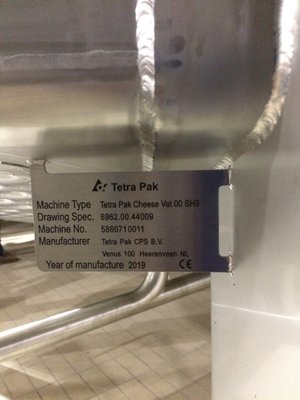 Tetra Pak
Machine Type Tetra Pak Cheese Vat 00 SH9
Drawing Spec. 6962.00.44009
Machine No. 5860710011
Manufacturer Tetra Pak CPS B.V.
Venus 100 Heerenveen NL
Year of manufacture 2019 CE